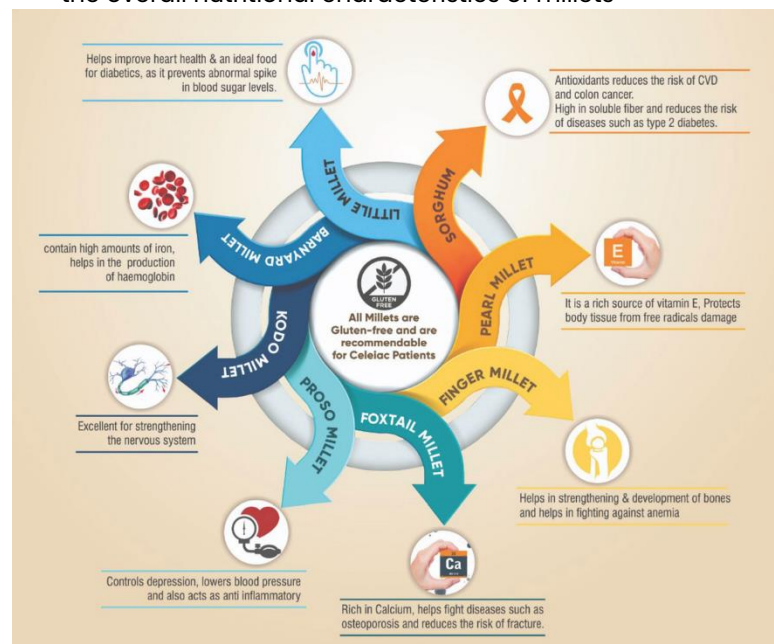 the overall nutritional characteristics of millets
Helps improve heart health & an ideal food
for diabetics, as it prevents abnormal spike
in blood sugar levels.
Antioxidants reduces the risk of CVD
and colon cancer.
High in soluble fiber and reduces the risk
of diseases such as type 2 diabetes.
LITTILE MILLET
SORGHUM
BARNYARD MILLET
contain high amounts of iron,
helps in the production
of haemoglobin
E
PEARL MILLET
It is a rich source of vitamin E, Protects
body tissue from free radicals damage
GLUTEN
FREE
All Millets are
Gluten-free and are
recommendable
for Celeiac Patients
KODO MILLET
Excellent for strengthening
the nervous system
FINGER MILLET
Helps in strengthening & development of bones
and helps in fighting against anemia
PROSO MILLET
Controls depression, lowers blood pressure
and also acts as anti inflammatory
FOXTAIL MILLET
Ca
Rich in Calcium, helps fight diseases such as
osteoporosis and reduces the risk of fracture.